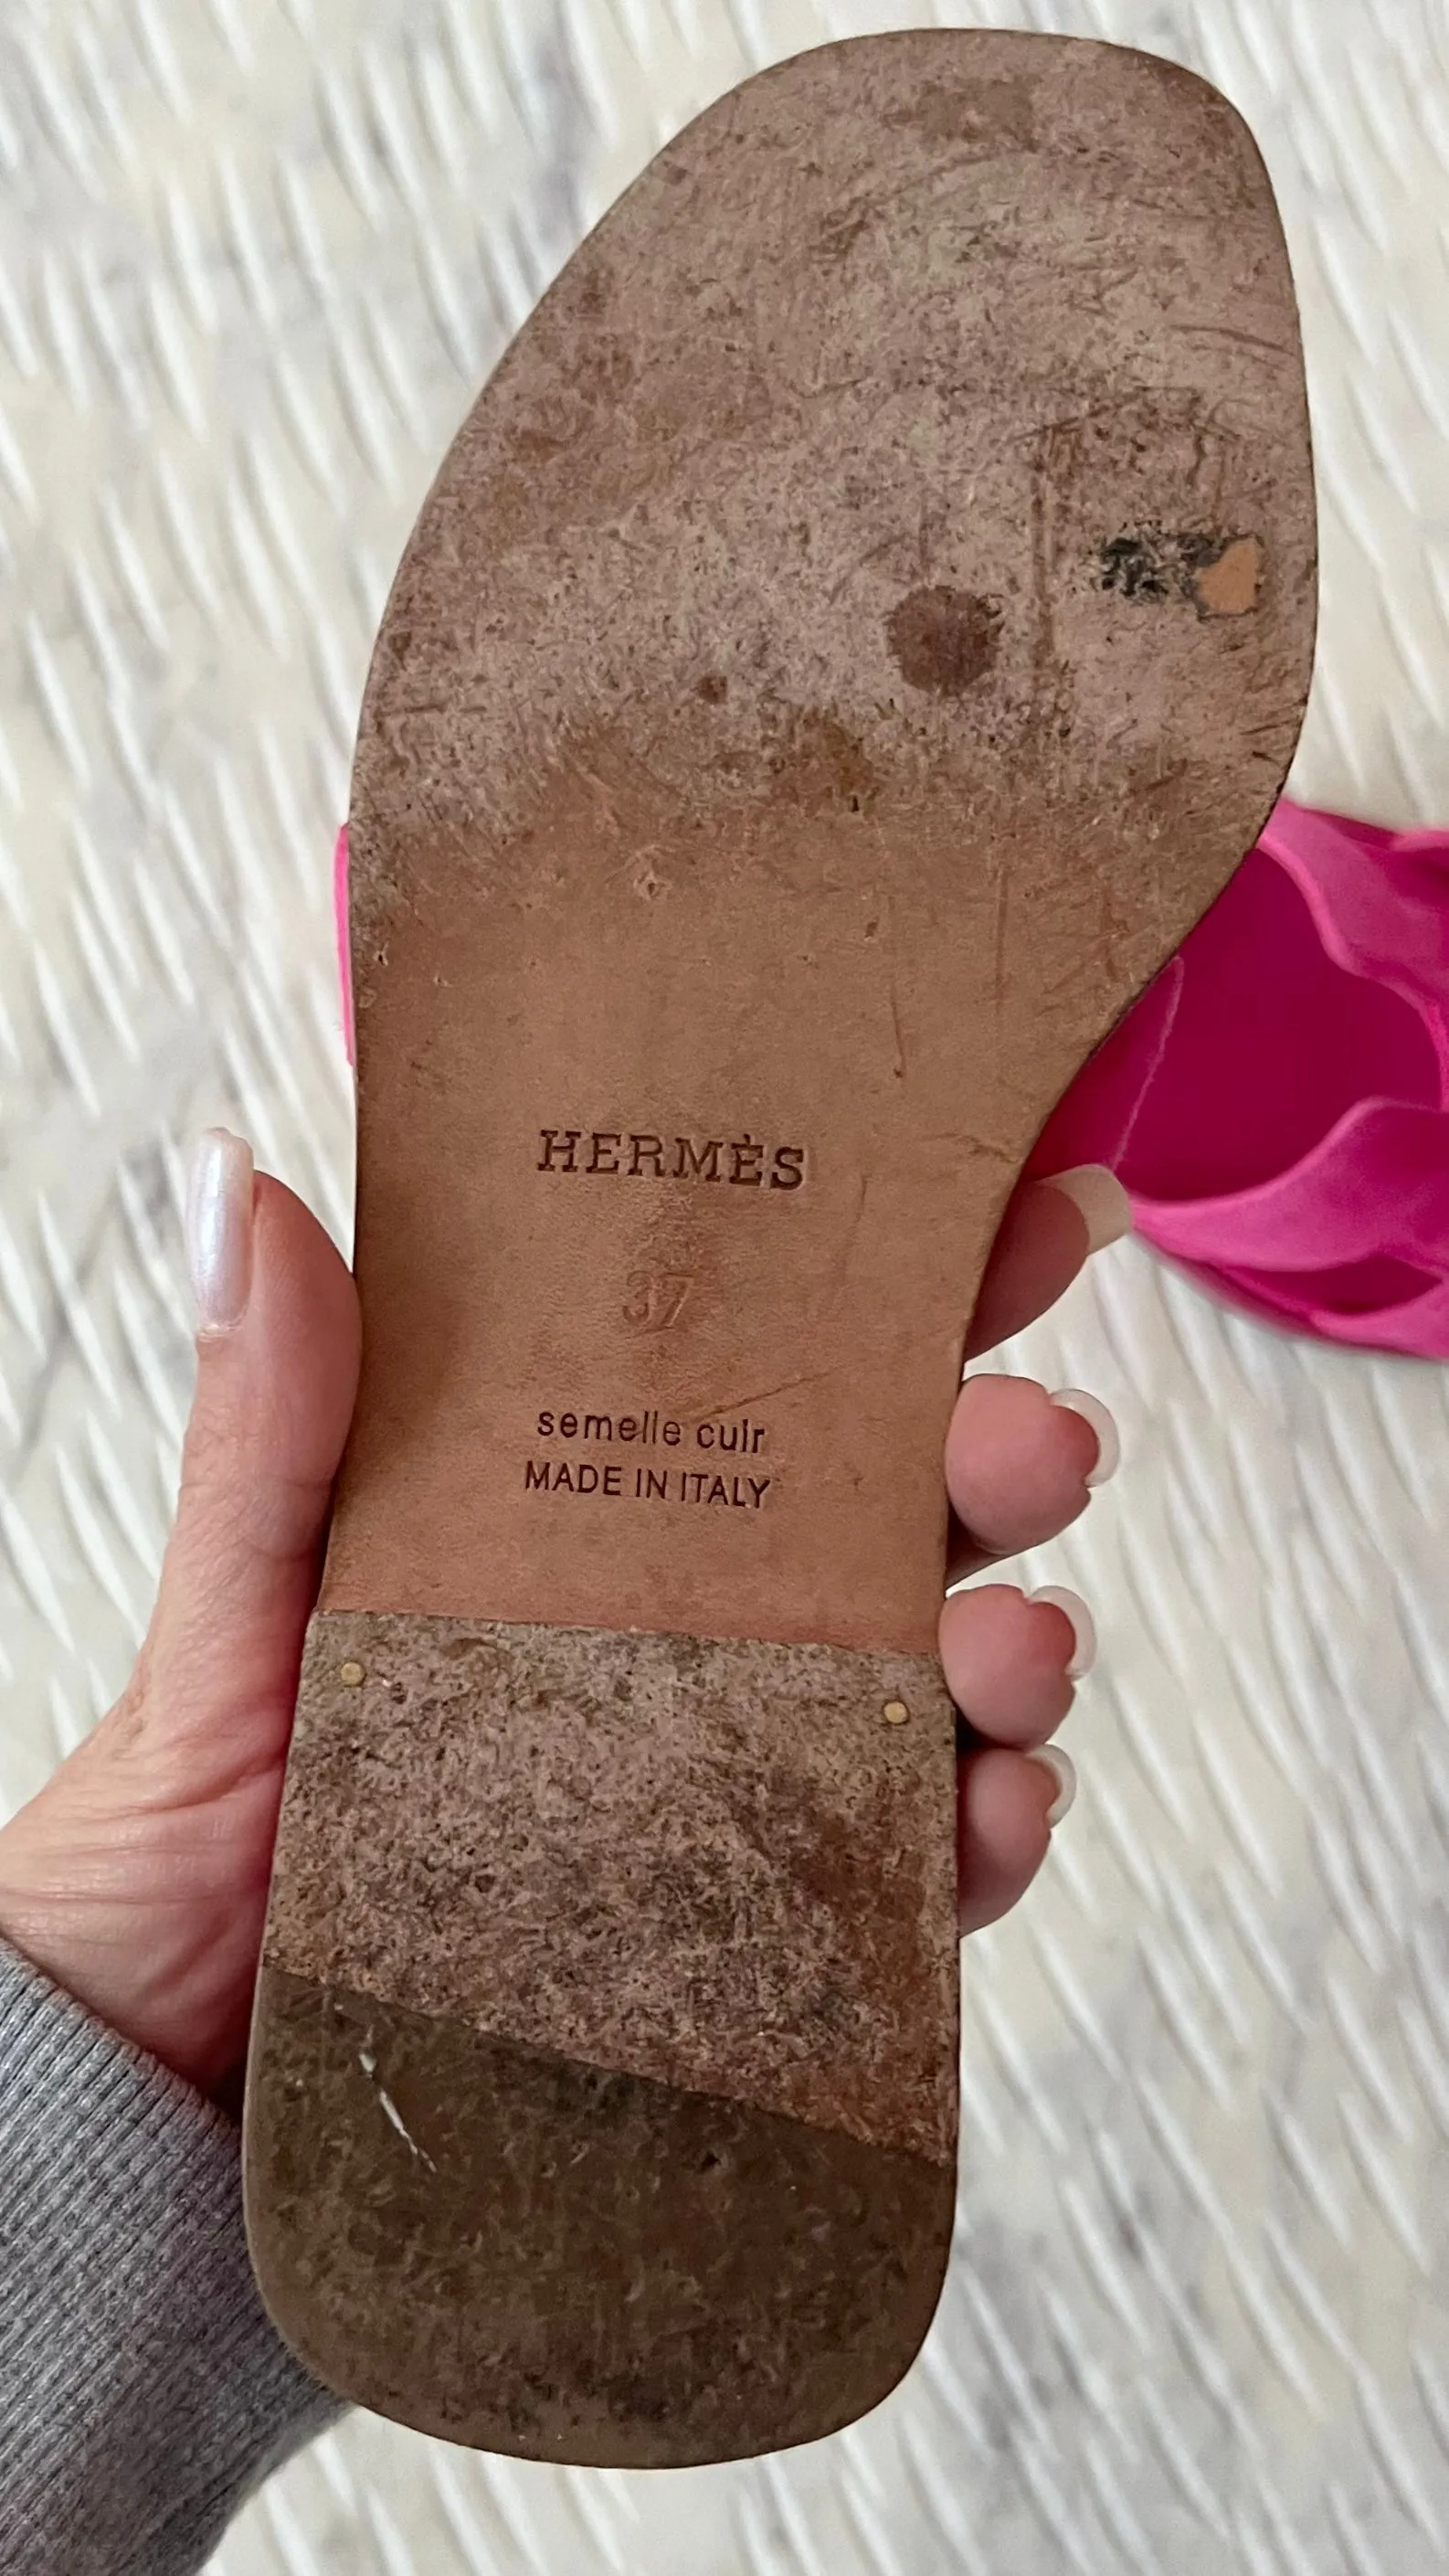 HERMÈS
37
semelle cuir
MADE IN ITALY